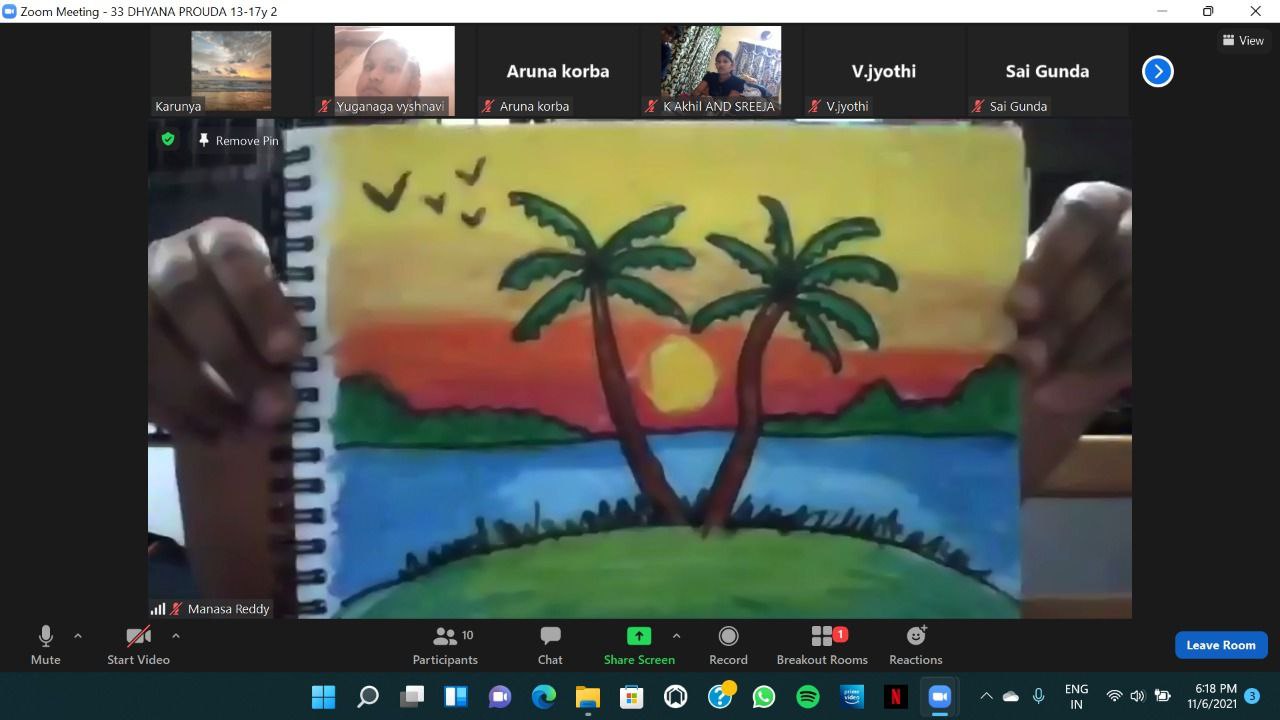 Zoom Meeting - 33 DHYANA PROUDA 13-17y 2
View
Aruna korba
V.jyothi
Sai Gunda
Karunya
Yuganaga vyshnavi
Aruna korba
K Akhil AND SREEJA
V.jyothi
Sai Gunda
Remove Pin
Manasa Reddy
10
1
Mute
Start Video
Participants
Chat
Share Screen
Record
Breakout Rooms
Reactions
Leave Room
prime video
N
ENG
IN
6:18 PM
11/6/2021
3